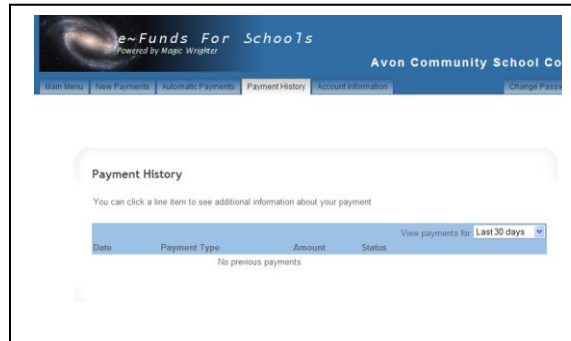 e~Funds For Schools
Powered by Magic Wrighter
Avon Community School Co
Main Menu New Payments Automatic Payments Payment History Account Information Change Passw
Payment History
You can click a line item to see additional information about your payment
View payments for Last 30 days
Date Payment Type Amount Status
No previous payments